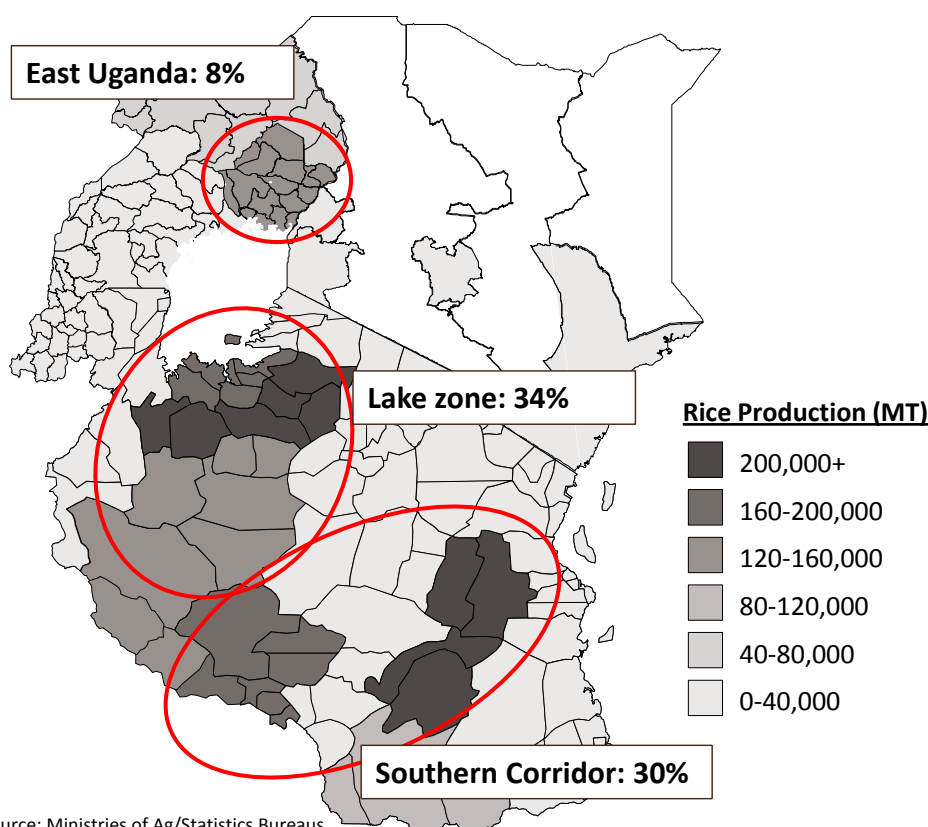 East Uganda: 8%
Lake zone: 34%
Rice Production (MT)
200,000+
160-200,000
120-160,000
80-120,000
40-80,000
0-40,000
Southern Corridor: 30%
ource: Ministries of Ag/Statistics Bureaus